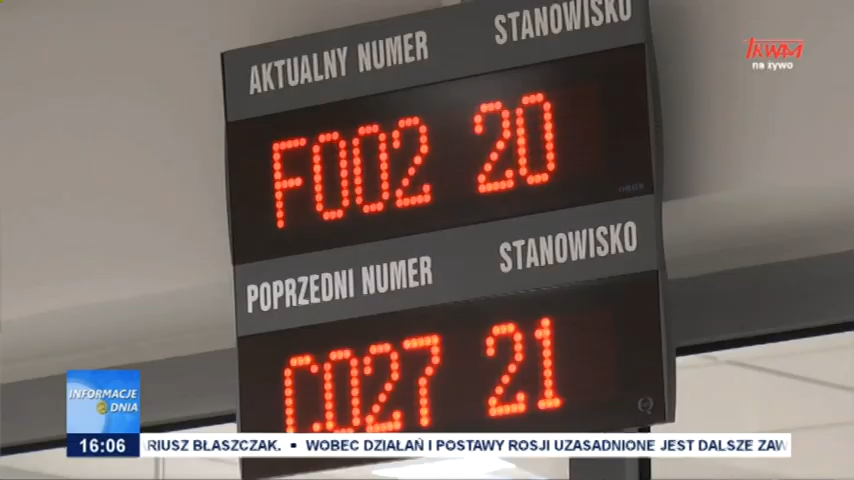 STANOWISKO
AKTUALNY NUMER
TRWAM
na żywo
F002 20
STANOWISKO
POPRZEDNI NUMER
C027 21
INFORMACJE
DNIA
16:06 ARIUSZ BŁASZCZAK. ▪ WOBEC DZIAŁAŃ I POSTAWY ROSJI UZASADNIONE JEST DALSZE ZAW